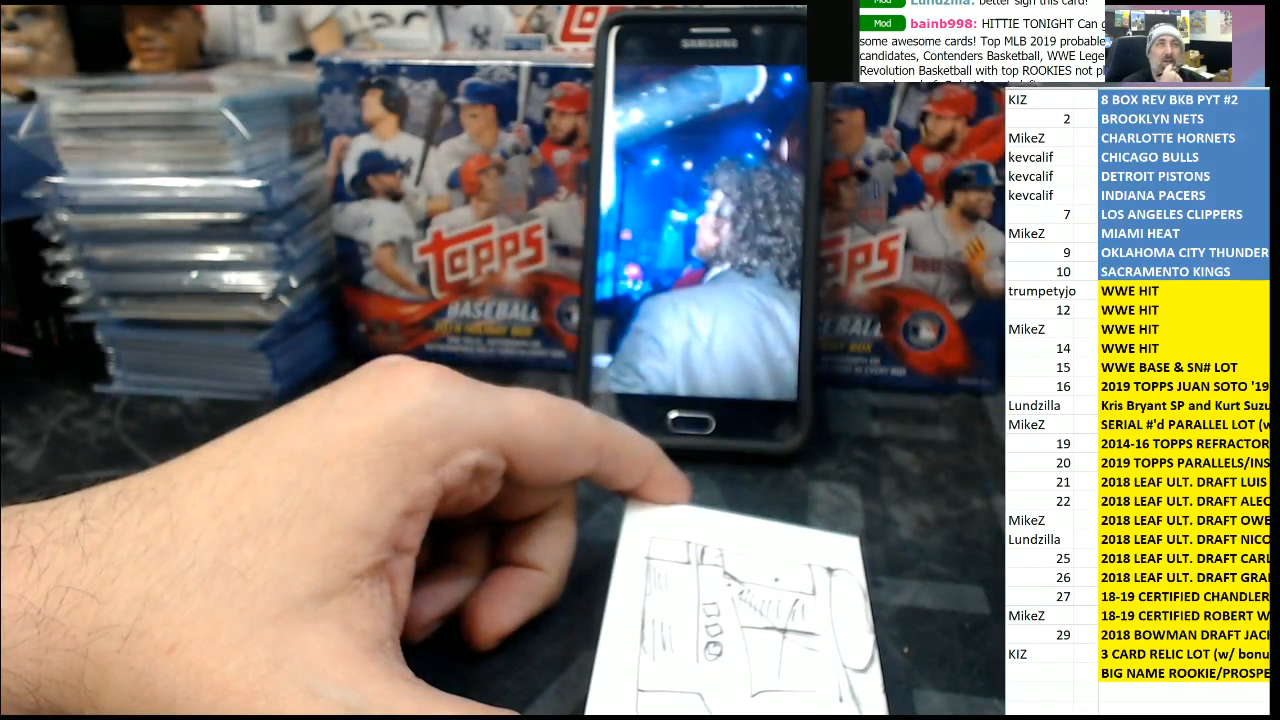 Mod Lundzilla: better sign this card!
Mod bainb998: HITTIE TONIGHT Can g
some awesome cards! Top MLB 2019 probable
candidates, Contenders Basketball, WWE Lege
Revolution Basketball with top ROOKIES not pl
SAMSUNG
TOPPS
BASEBALL
OPPS
KIZ 8 BOX REV BKB PYT #2
2 BROOKLYN NETS
MikeZ CHARLOTTE HORNETS
kevcalif CHICAGO BULLS
kevcalif DETROIT PISTONS
kevcalif INDIANA PACERS
7 LOS ANGELES CLIPPERS
MikeZ MIAMI HEAT
9 OKLAHOMA CITY THUNDER
10 SACRAMENTO KINGS
trumpetyjo WWE HIT
12 WWE HIT
MikeZ WWE HIT
14 WWE HIT
15 WWE BASE & SN# LOT
16 2019 TOPPS JUAN SOTO '19
Lundzilla Kris Bryant SP and Kurt Suzu
MikeZ SERIAL #'d PARALLEL LOT (w
19 2014-16 TOPPS REFRACTOR
20 2019 TOPPS PARALLELS/INS
21 2018 LEAF ULT. DRAFT LUIS
22 2018 LEAF ULT. DRAFT ALEC
MikeZ 2018 LEAF ULT. DRAFT OWE
Lundzilla 2018 LEAF ULT. DRAFT NICO
25 2018 LEAF ULT. DRAFT CARL
26 2018 LEAF ULT. DRAFT GRA
27 18-19 CERTIFIED CHANDLER
MikeZ 18-19 CERTIFIED ROBERT W
29 2018 BOWMAN DRAFT JACK
KIZ 3 CARD RELIC LOT (w/ bonu
BIG NAME ROOKIE/PROSPE